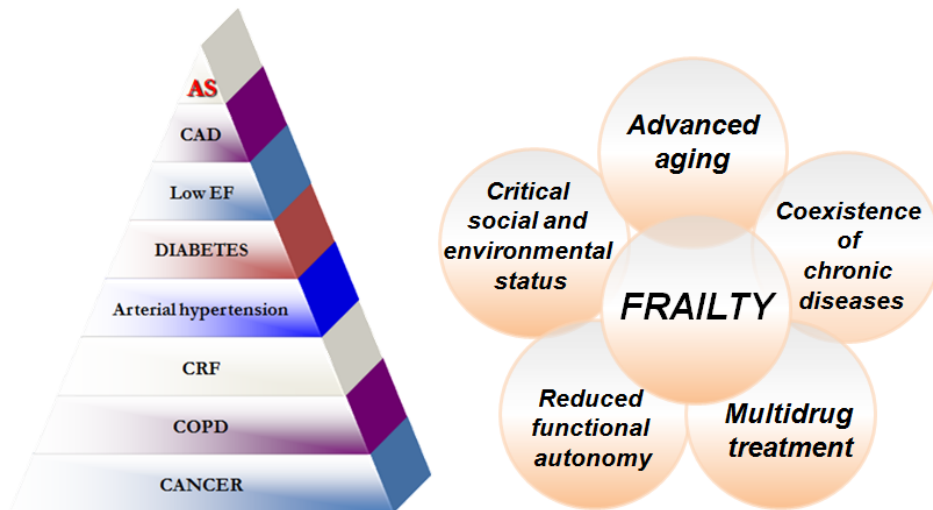 AS
CAD
Low EF
DIABETES
Arterial hypertension
CRF
COPD
CANCER
Advanced
aging
Critical
social and
environmental
status
Coexistence
of
chronic
diseases
FRAILTY
Reduced
functional
autonomy
Multidrug
treatment